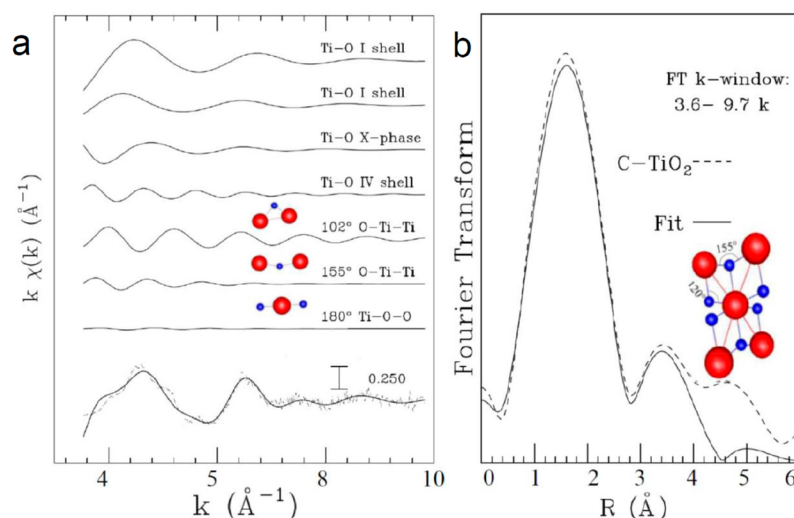 a
Ti-O I shell
Ti-O I shell
Ti-O X-phase
Ti-O IV shell
102° O-Ti-Ti
155° O-Ti-Ti
180° Ti-O-O
0.250
k χ(k) (Å⁻¹)
4 5 6 8 10
k (Å⁻¹)
b
FT k-window:
3.6- 9.7 k
C-TiO₂
Fit
155°
120°
Fourier Transform
0 1 2 3 4 5 6
R (Å)